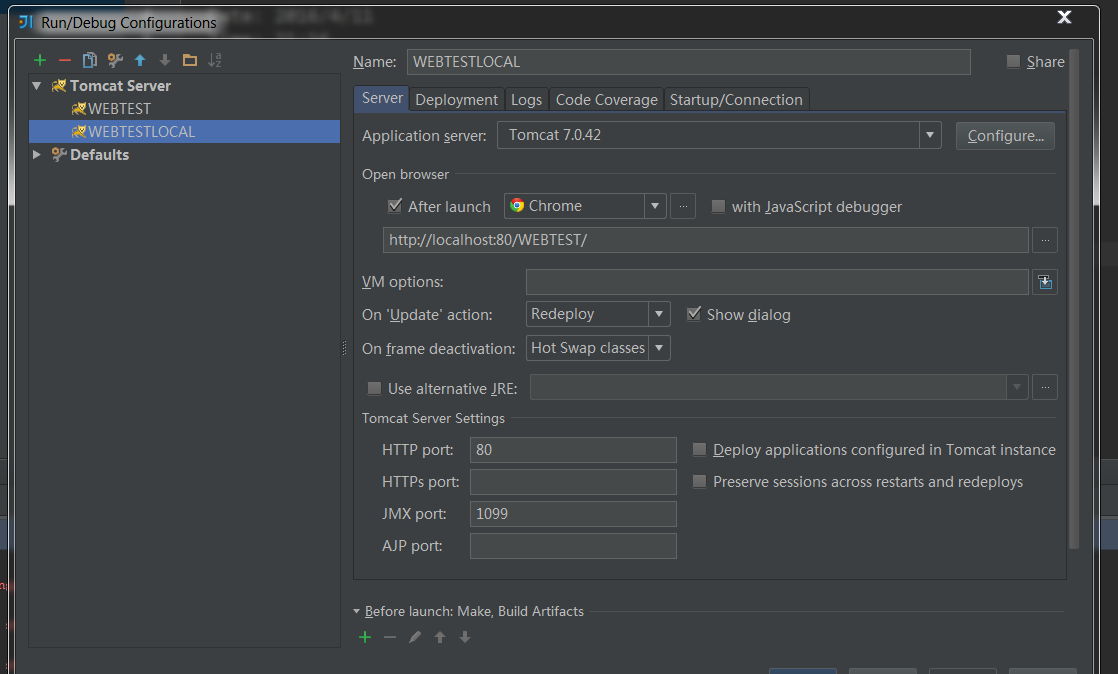 Run/Debug Configurations
Name: WEBTESTLOCAL Share
Tomcat Server
WEBTEST
WEBTESTLOCAL
Defaults
Server Deployment Logs Code Coverage Startup/Connection
Application server: Tomcat 7.0.42 Configure...
Open browser
After launch Chrome ... with JavaScript debugger
http://localhost:80/WEBTEST/ ...
VM options:
On 'Update' action: Redeploy Show dialog
On frame deactivation: Hot Swap classes
Use alternative JRE: ...
Tomcat Server Settings
HTTP port: 80 Deploy applications configured in Tomcat instance
HTTPs port: Preserve sessions across restarts and redeploys
JMX port: 1099
AJP port:
Before launch: Make, Build Artifacts